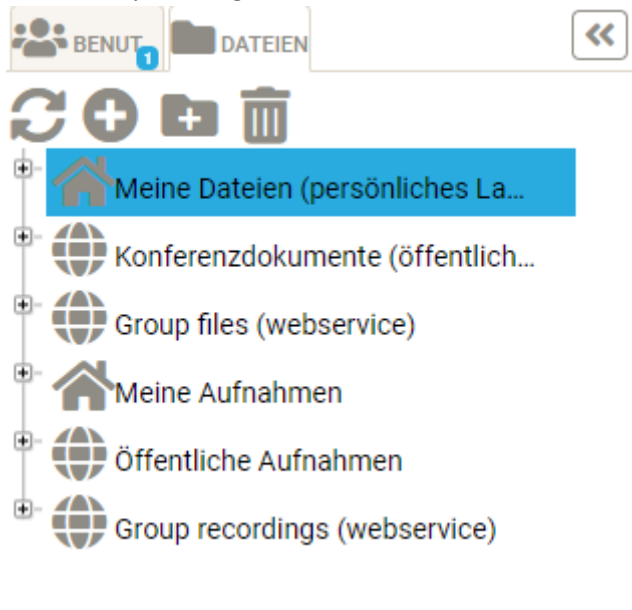 BENUT
1
DATEIEN
Meine Dateien (persönliches La...
Konferenzdokumente (öffentlich...
Group files (webservice)
Meine Aufnahmen
Öffentliche Aufnahmen
Group recordings (webservice)